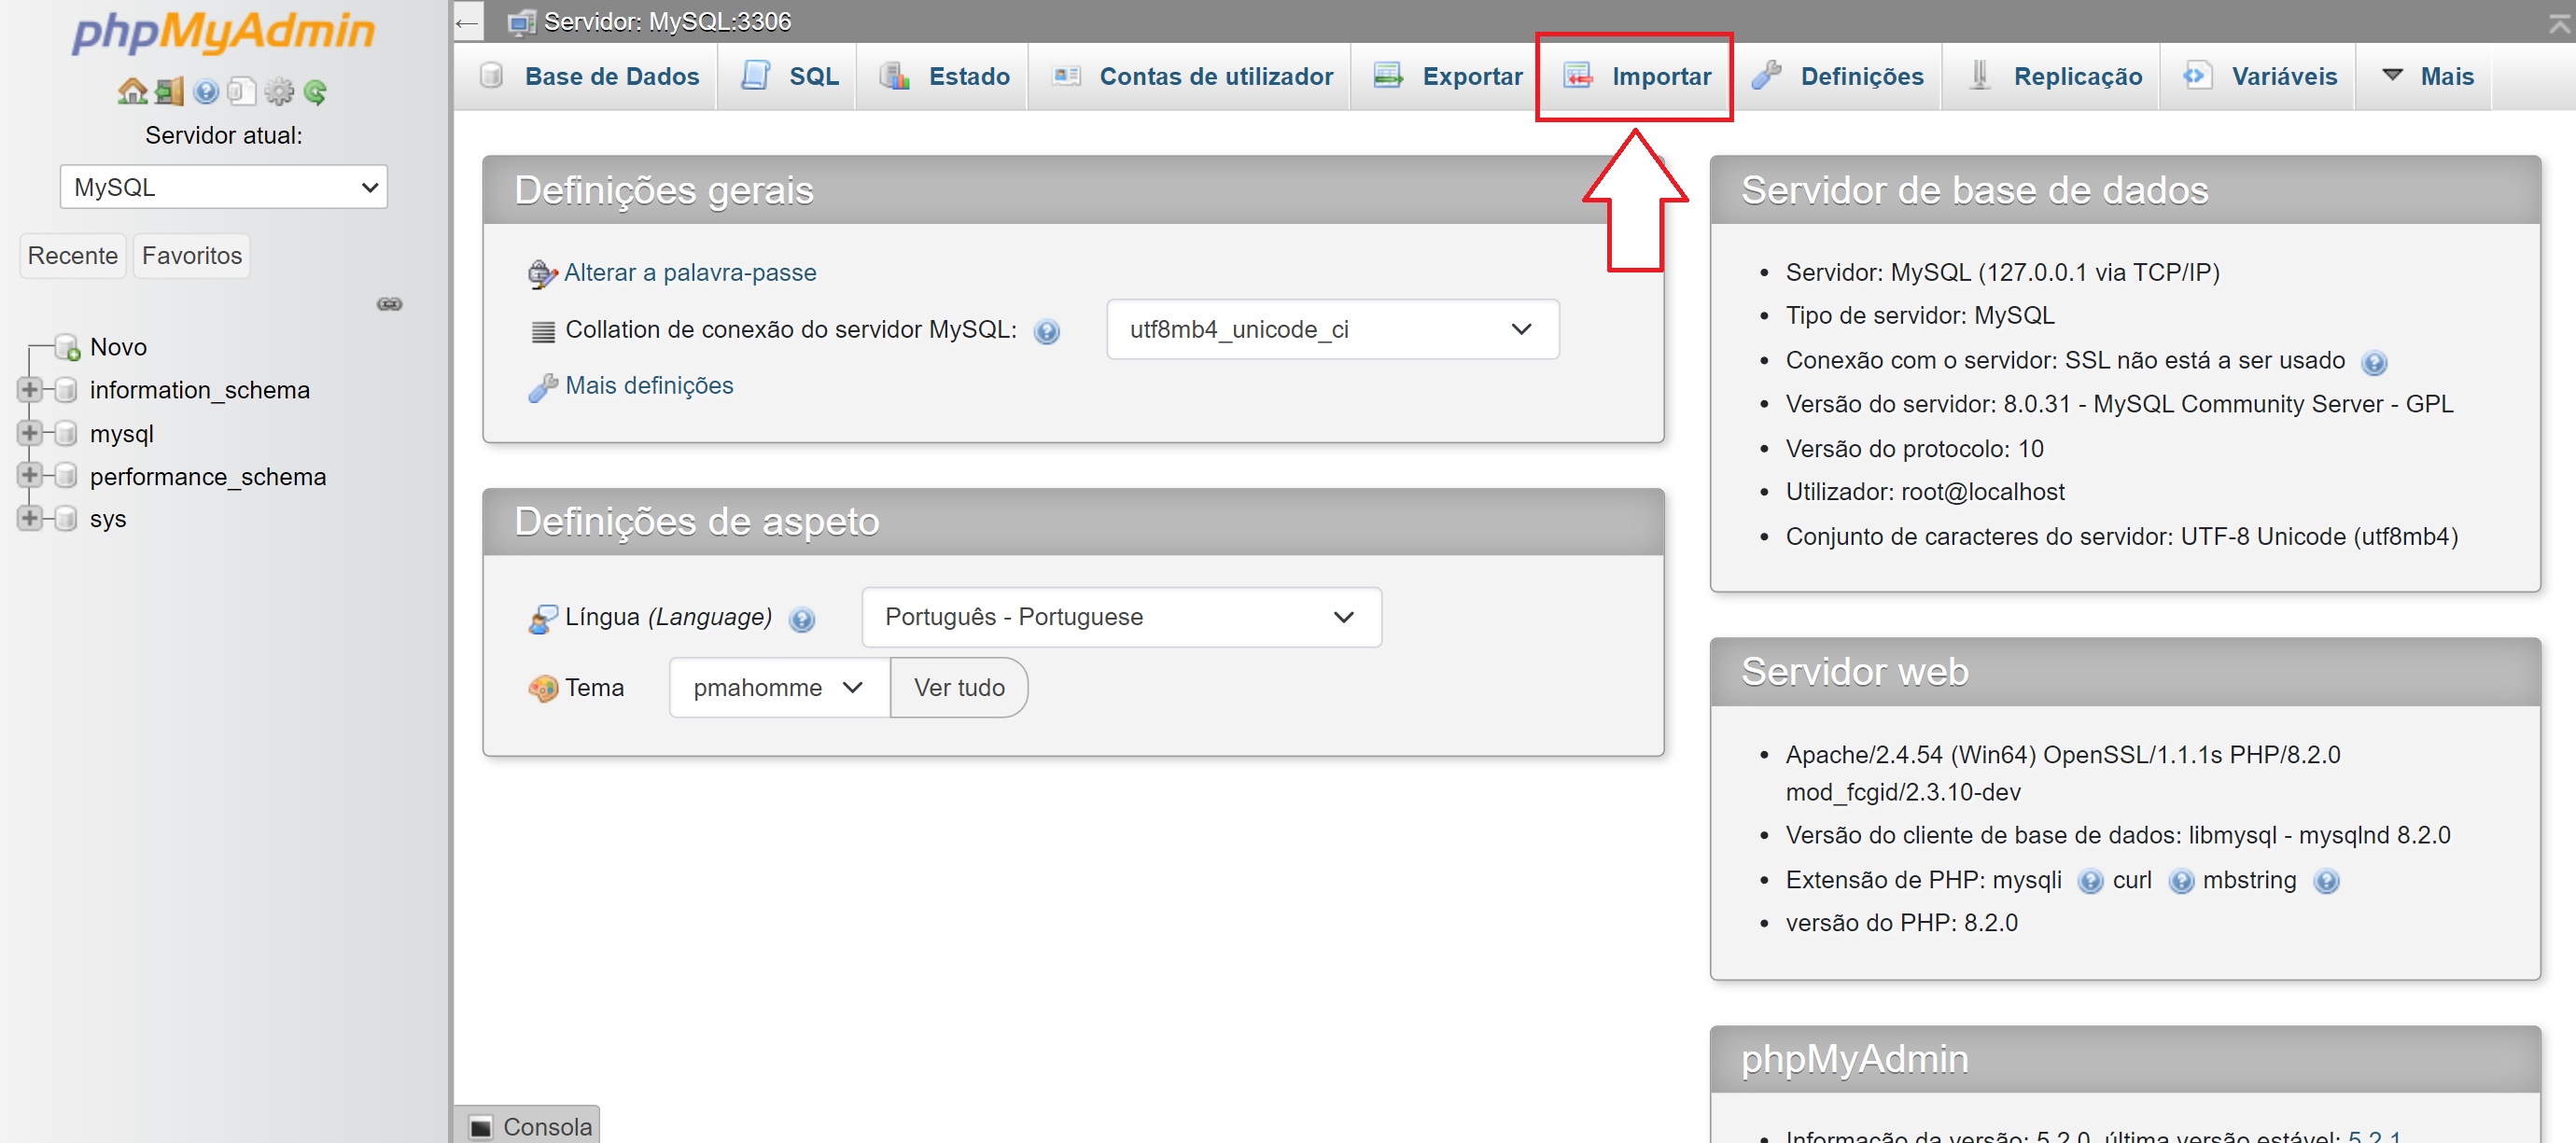 phpMyAdmin
Servidor atual:
MySQL
Recente Favoritos
Novo
information_schema
mysql
performance_schema
sys
Servidor: MySQL:3306
Base de Dados SQL Estado Contas de utilizador Exportar Importar Definições Replicação Variáveis Mais
Definições gerais
Alterar a palavra-passe
Collation de conexão do servidor MySQL: utf8mb4_unicode_ci
Mais definições
Definições de aspeto
Língua (Language) Português - Portuguese
Tema pmahomme Ver tudo
Servidor de base de dados
• Servidor: MySQL (127.0.0.1 via TCP/IP)
• Tipo de servidor: MySQL
• Conexão com o servidor: SSL não está a ser usado
• Versão do servidor: 8.0.31 - MySQL Community Server - GPL
• Versão do protocolo: 10
• Utilizador: root@localhost
• Conjunto de caracteres do servidor: UTF-8 Unicode (utf8mb4)
Servidor web
• Apache/2.4.54 (Win64) OpenSSL/1.1.1s PHP/8.2.0
mod_fcgid/2.3.10-dev
• Versão do cliente de base de dados: libmysql - mysqlnd 8.2.0
• Extensão de PHP: mysqli curl mbstring
• versão do PHP: 8.2.0
phpMyAdmin
• Informação da versão: 5.2.0, última versão estável: 5.2.1
Consola